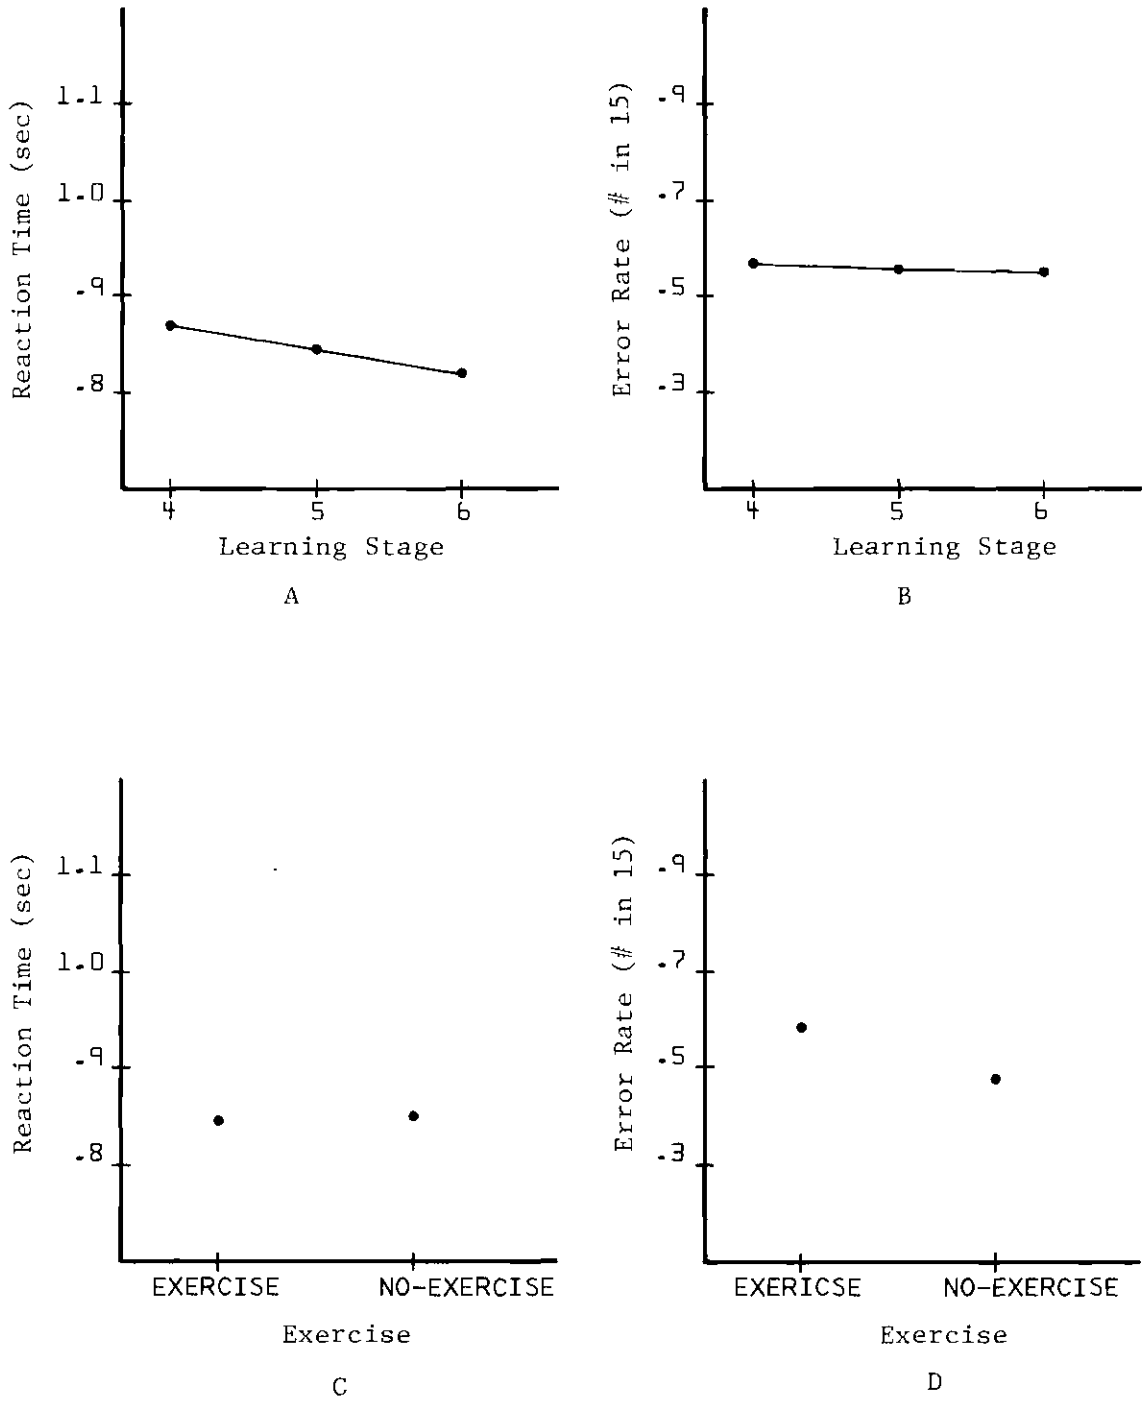 Reaction Time (sec)
1.1
1.0
.9
.8
4 5 6
Learning Stage
A
Error Rate (# in 15)
.9
.7
.5
.3
4 5 6
Learning Stage
B
Reaction Time (sec)
1.1
1.0
.9
.8
EXERCISE NO-EXERCISE
Exercise
C
Error Rate (# in 15)
.9
.7
.5
.3
EXERICSE NO-EXERCISE
Exercise
D